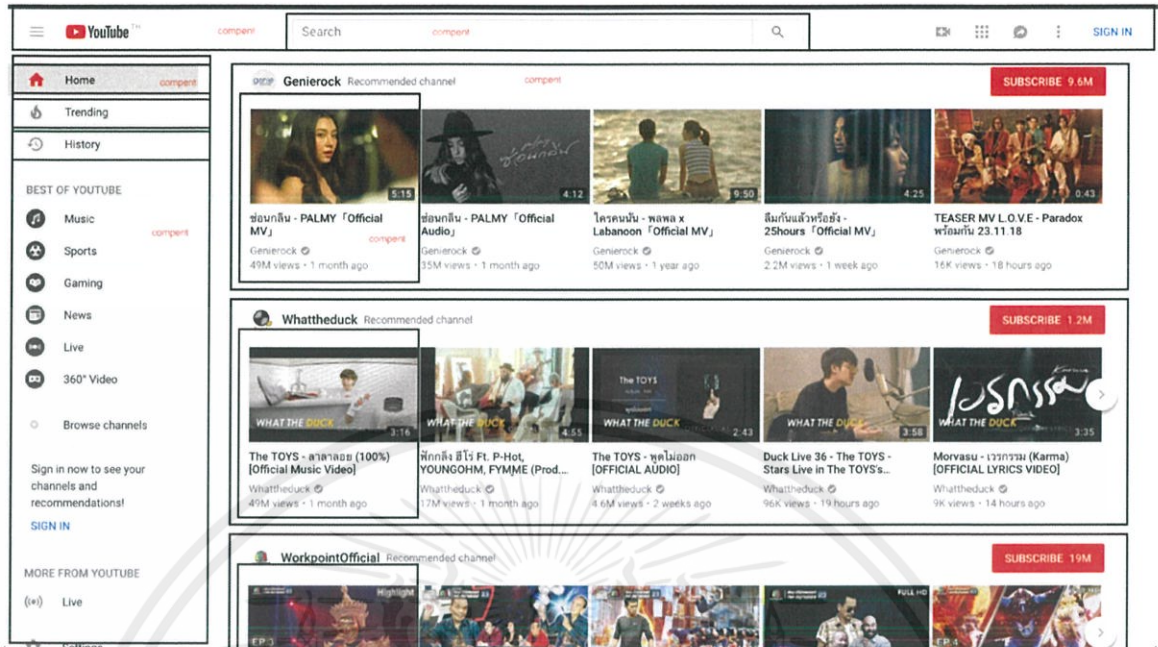 YouTube TH
compent
Search
compent
SIGN IN
Home
compent
Trending
History
BEST OF YOUTUBE
Music
compent
Sports
Gaming
News
Live
360° Video
Browse channels
Sign in now to see your
channels and
recommendations!
SIGN IN
MORE FROM YOUTUBE
Live
Settings
Genierock Recommended channel
compent
SUBSCRIBE 9.6M
5:15
4:12
9:50
4:25
0:43
ซ่อนกลิ่น - PALMY「Official
MV」
compent
Genierock
49M views • 1 month ago
ซ่อนกลิ่น - PALMY「Official
Audio」
Genierock
35M views • 1 month ago
ใครคนนั้น - พลพล x
Labanoon「Official MV」
Genierock
50M views • 1 year ago
ลืมกันแล้วหรือยัง -
25hours「Official MV」
Genierock
2.2M views • 1 week ago
TEASER MV L.O.V.E - Paradox
พร้อมกัน 23.11.18
Genierock
16K views • 18 hours ago
Whattheduck Recommended channel
SUBSCRIBE 1.2M
WHAT THE DUCK
3:16
WHAT THE DUCK
4:55
The TOYS
WHAT THE DUCK
2:43
WHAT THE DUCK
3:58
Karma
เวรกรรม
WHAT THE DUCK
3:35
The TOYS - ลาลาลอย (100%)
[Official Music Video]
Whattheduck
49M views • 1 month ago
ฟักกลิ้ง ฮีโร่ Ft. P-Hot,
YOUNGOHM, FYMME (Prod....
Whattheduck
17M views • 1 month ago
The TOYS - พูดไม่ออก
[OFFICIAL AUDIO]
Whattheduck
4.6M views • 2 weeks ago
Duck Live 36 - The TOYS -
Stars Live in The TOYS's...
Whattheduck
96K views • 19 hours ago
Morvasu - เวรกรรม (Karma)
[OFFICIAL LYRICS VIDEO]
Whattheduck
9K views • 14 hours ago
WorkpointOfficial Recommended channel
SUBSCRIBE 19M
Highlight
EP.3
FULL HD
EP.4